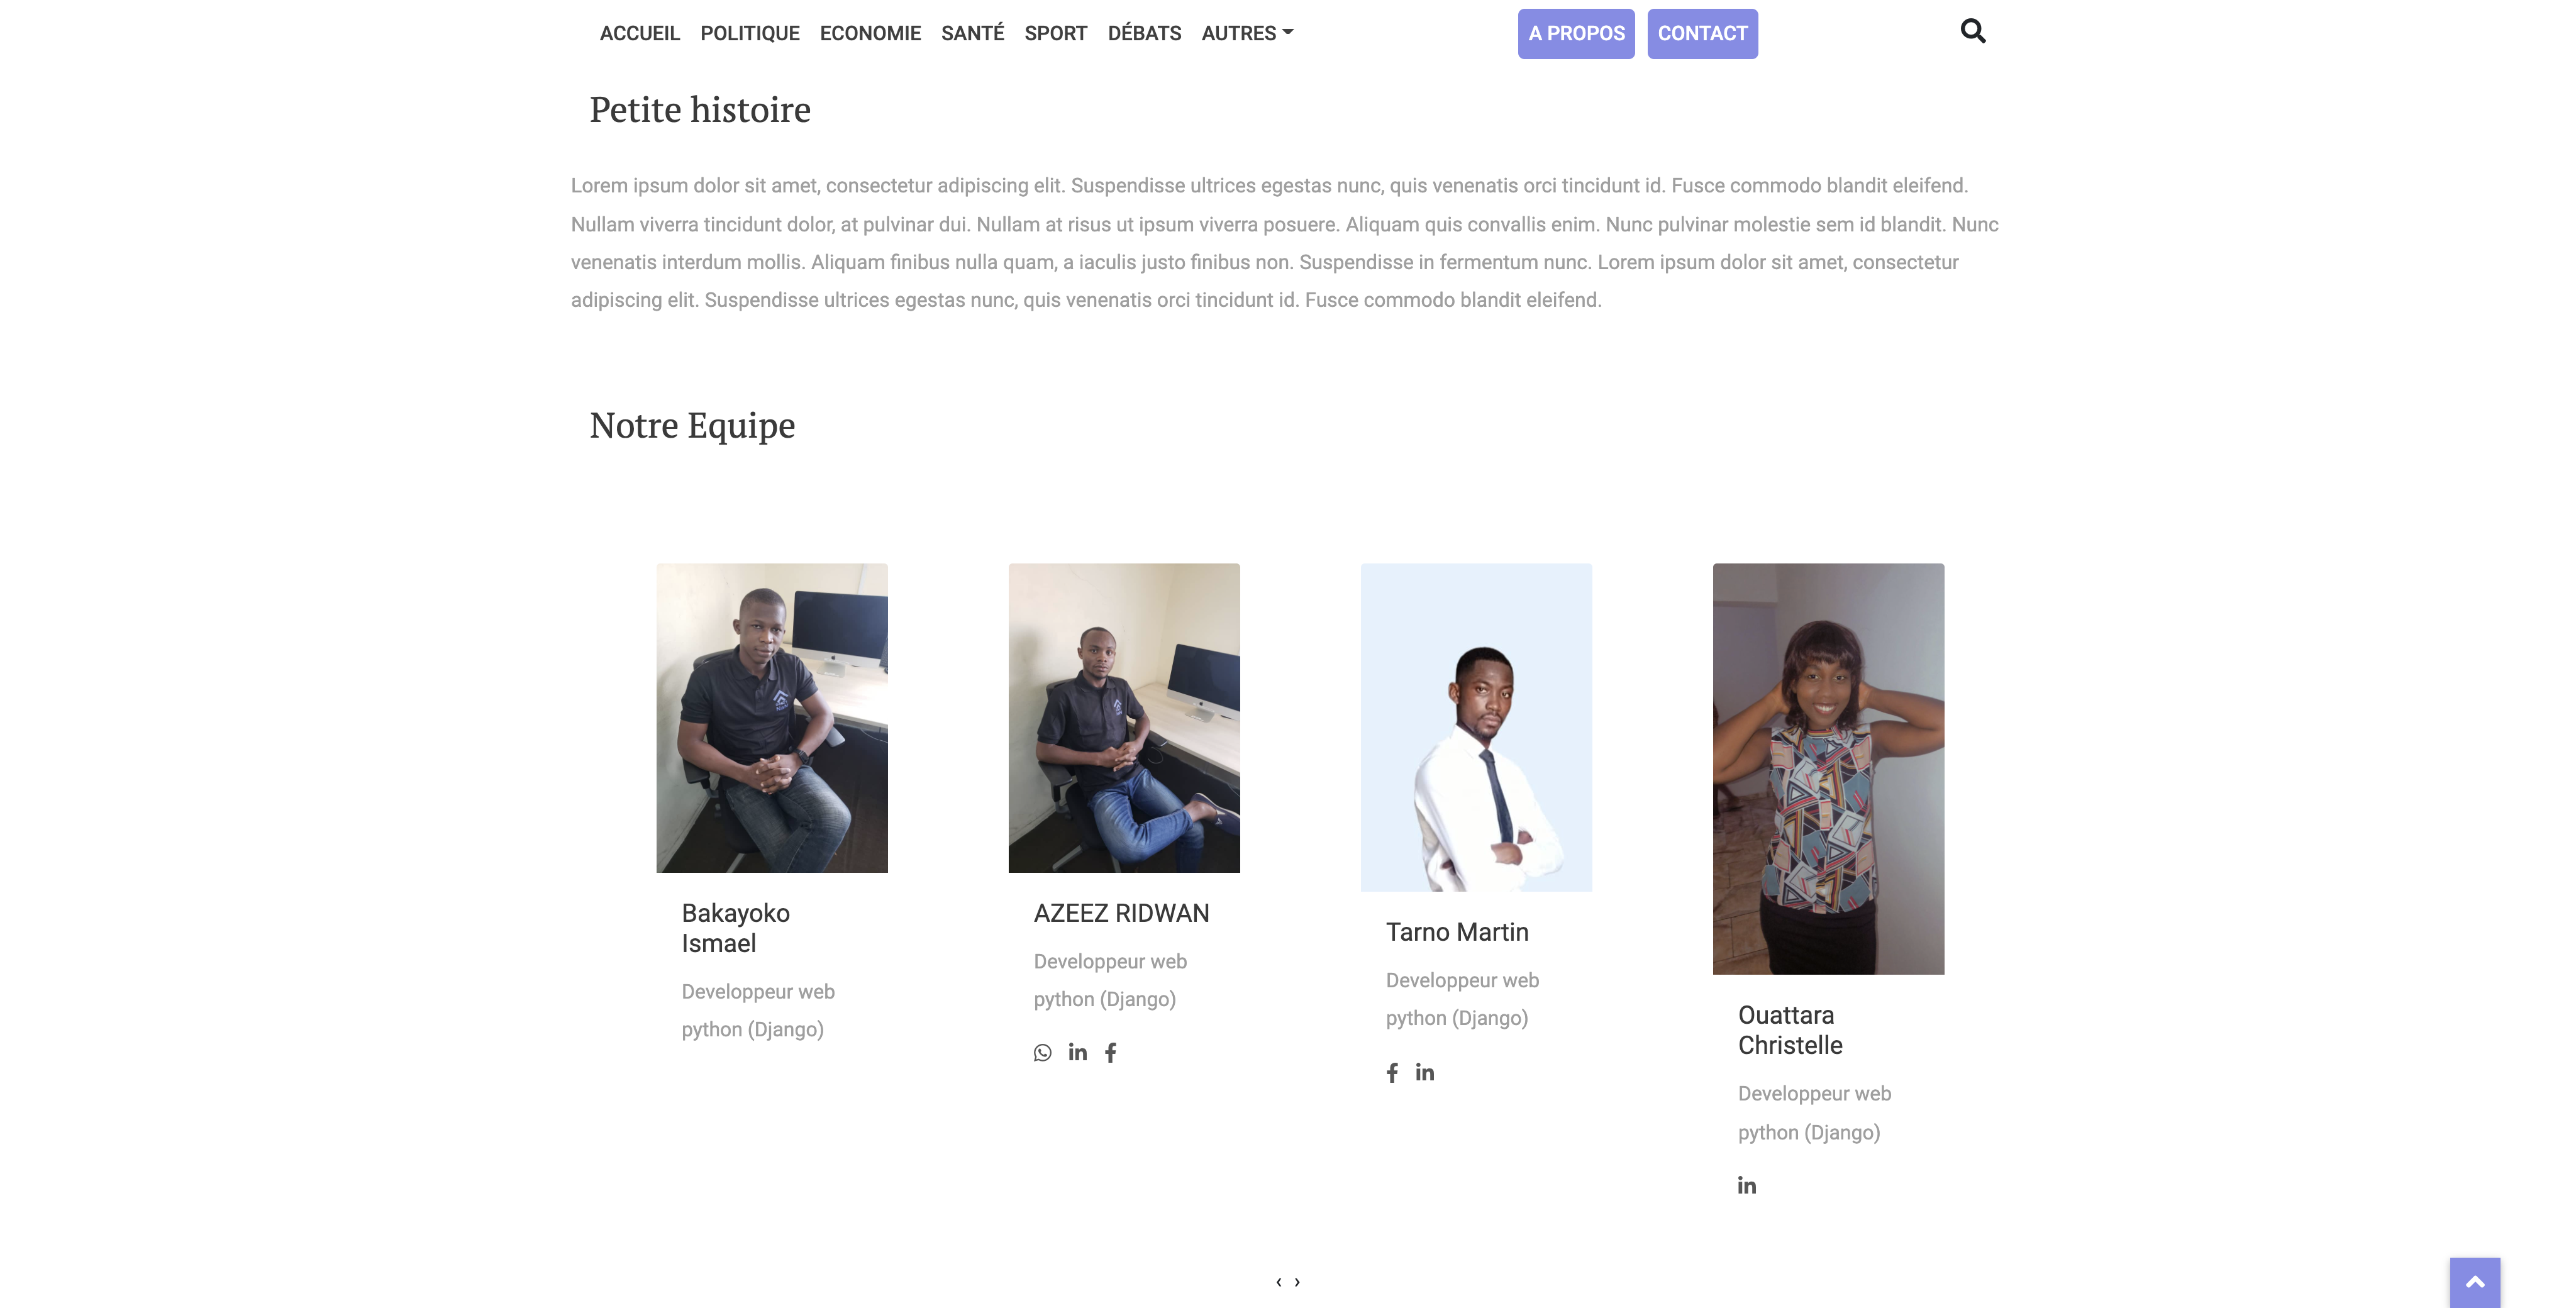 ACCUEIL POLITIQUE ECONOMIE SANTÉ SPORT DÉBATS AUTRES A PROPOS CONTACT
Petite histoire
Lorem ipsum dolor sit amet, consectetur adipiscing elit. Suspendisse ultrices egestas nunc, quis venenatis orci tincidunt id. Fusce commodo blandit eleifend.
Nullam viverra tincidunt dolor, at pulvinar dui. Nullam at risus ut ipsum viverra posuere. Aliquam quis convallis enim. Nunc pulvinar molestie sem id blandit. Nunc
venenatis interdum mollis. Aliquam finibus nulla quam, a iaculis justo finibus non. Suspendisse in fermentum nunc. Lorem ipsum dolor sit amet, consectetur
adipiscing elit. Suspendisse ultrices egestas nunc, quis venenatis orci tincidunt id. Fusce commodo blandit eleifend.
Notre Equipe
Bakayoko
Ismael
Developpeur web
python (Django)
AZEEZ RIDWAN
Developpeur web
python (Django)
Tarno Martin
Developpeur web
python (Django)
Ouattara
Christelle
Developpeur web
python (Django)
‹ ›